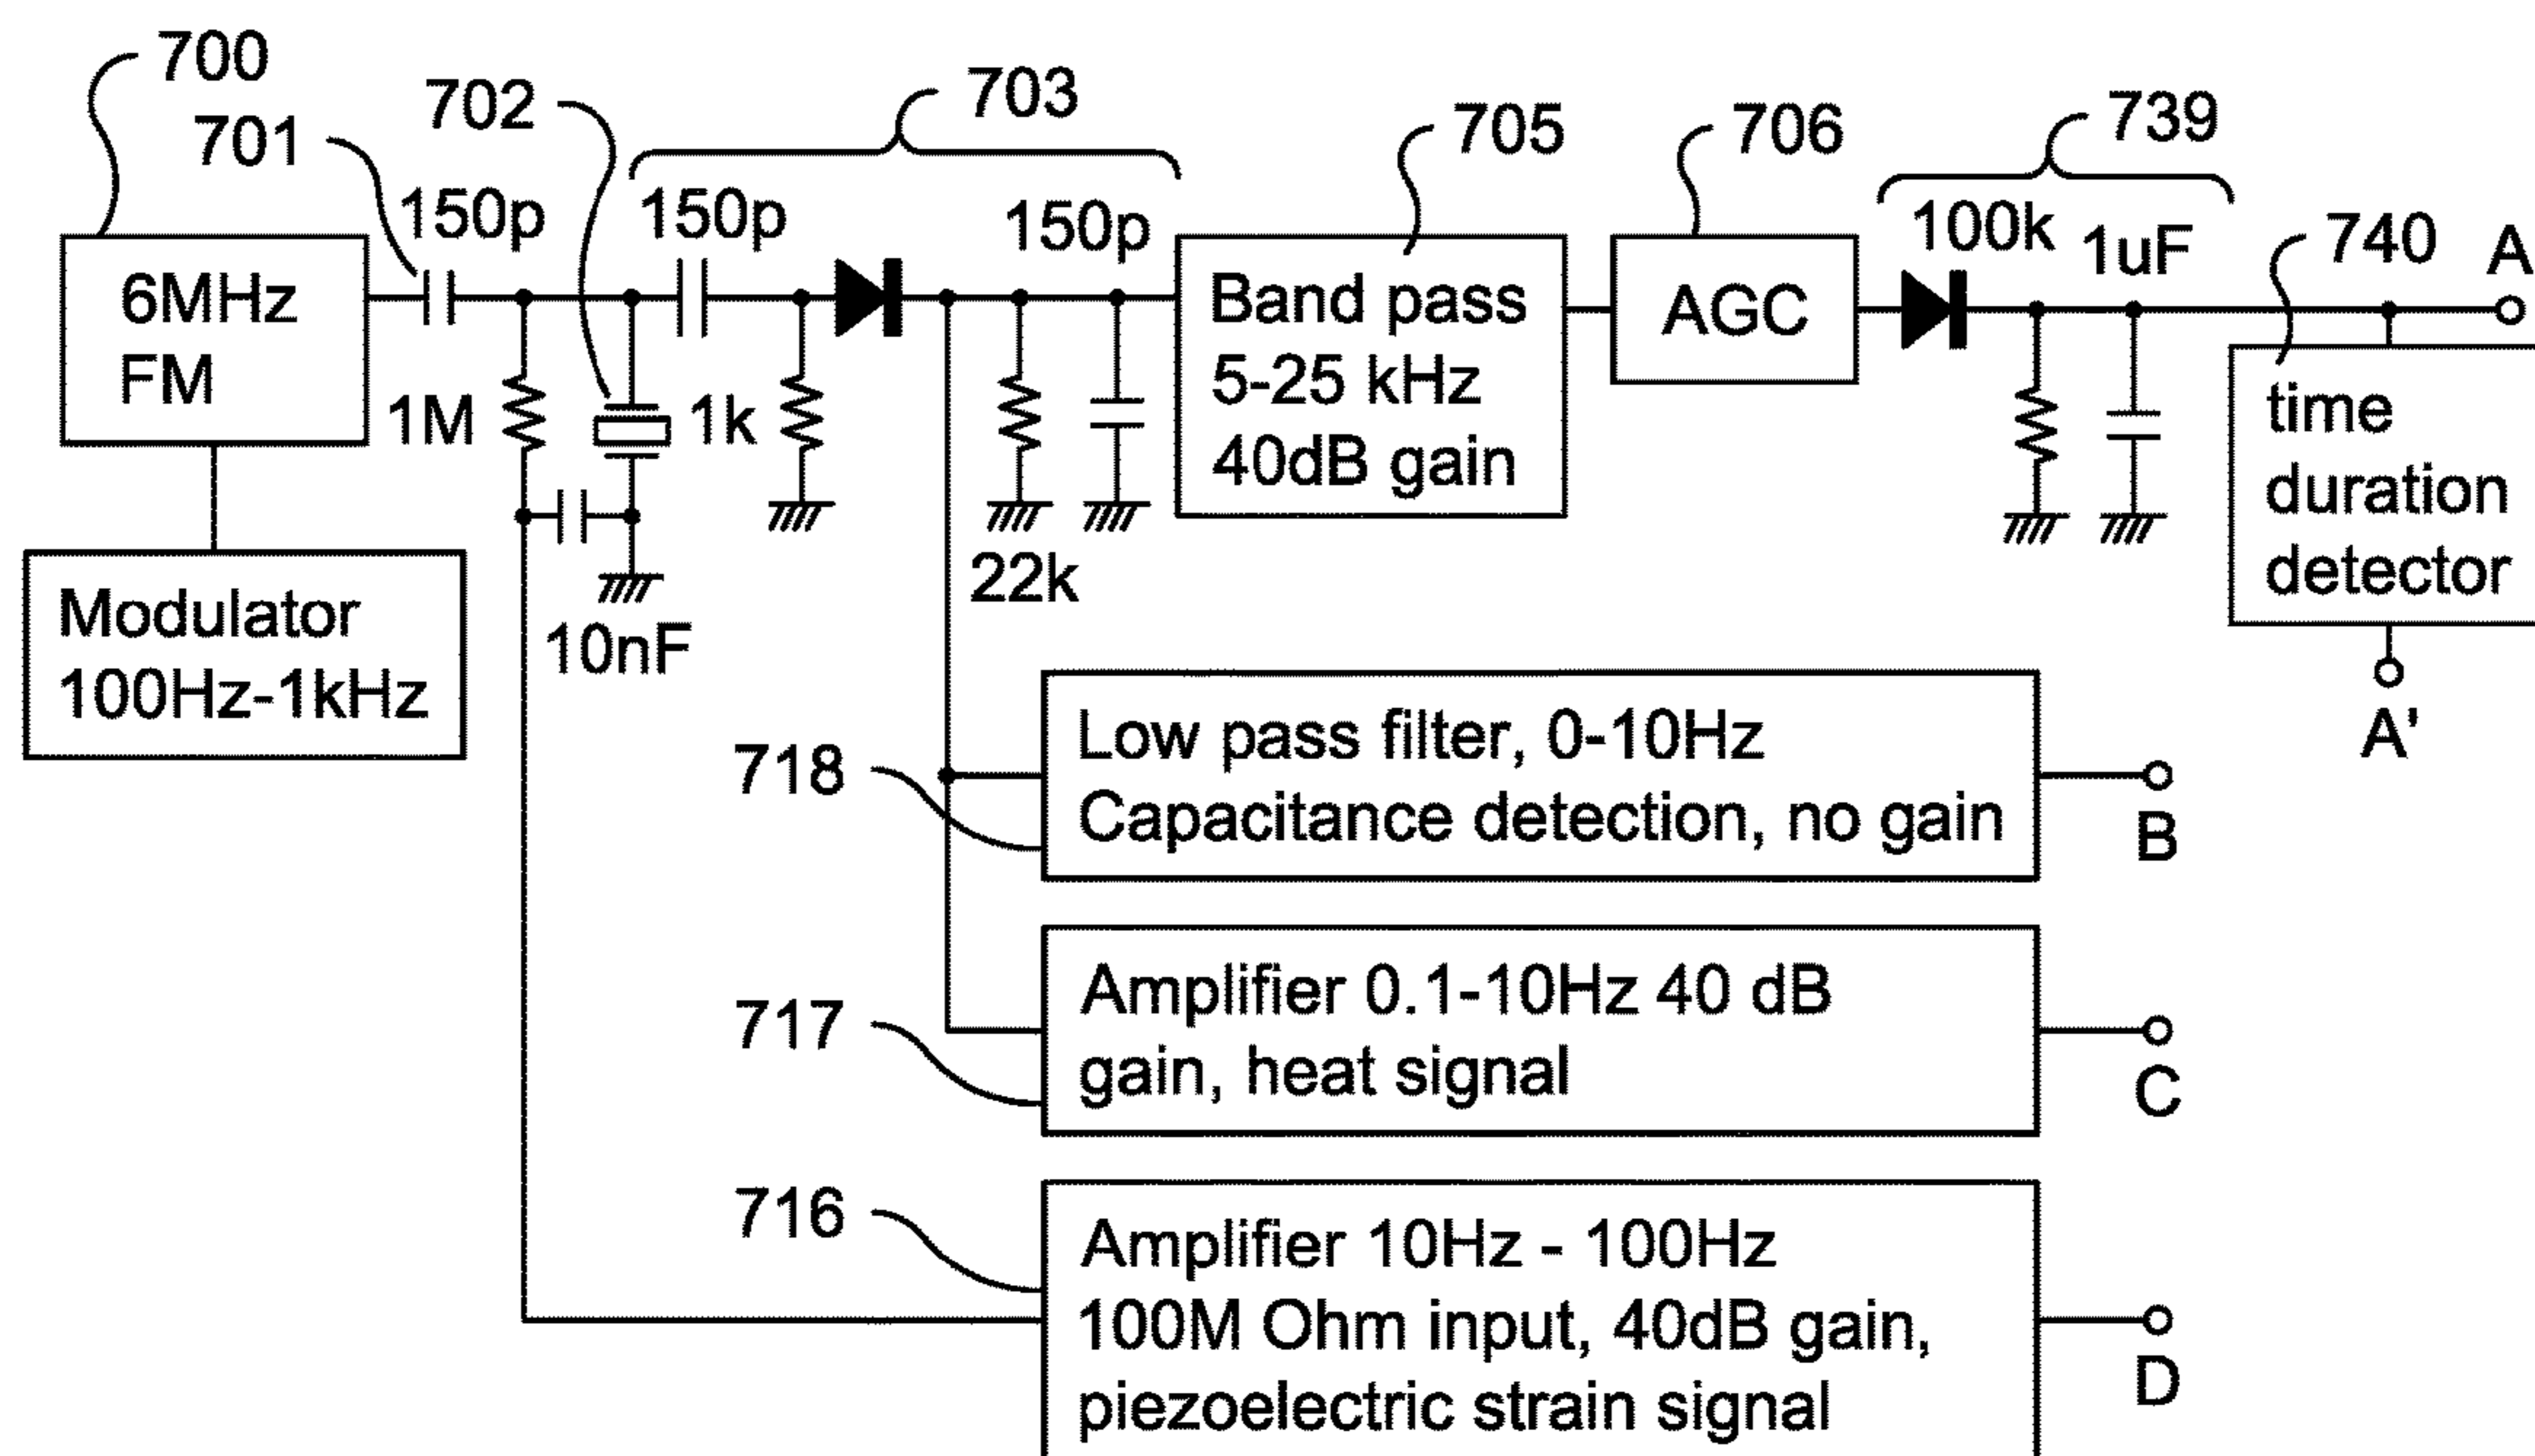 700
701
702
703
705
706
739
740
150p
150p
150p
100k
1uF
A
6MHz
FM
1M
1k
22k
10nF
Band pass
5-25 kHz
40dB gain
AGC
time
duration
detector
A'
Modulator
100Hz-1kHz
718
Low pass filter, 0-10Hz
Capacitance detection, no gain
B
717
Amplifier 0.1-10Hz 40 dB
gain, heat signal
C
716
Amplifier 10Hz - 100Hz
100M Ohm input, 40dB gain,
piezoelectric strain signal
D